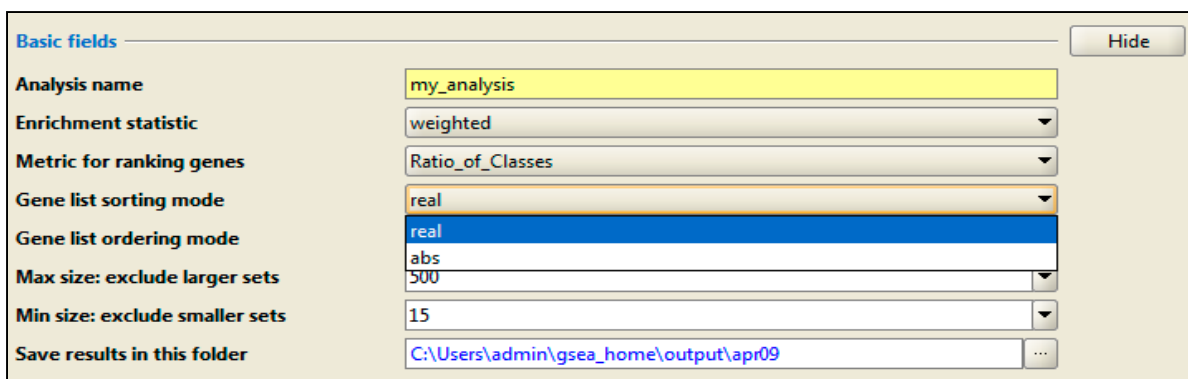 Basic fields Hide
Analysis name my_analysis
Enrichment statistic weighted
Metric for ranking genes Ratio_of_Classes
Gene list sorting mode real
real
Gene list ordering mode
abs
Max size: exclude larger sets 500
Min size: exclude smaller sets 15
Save results in this folder C:\Users\admin\gsea_home\output\apr09 ...